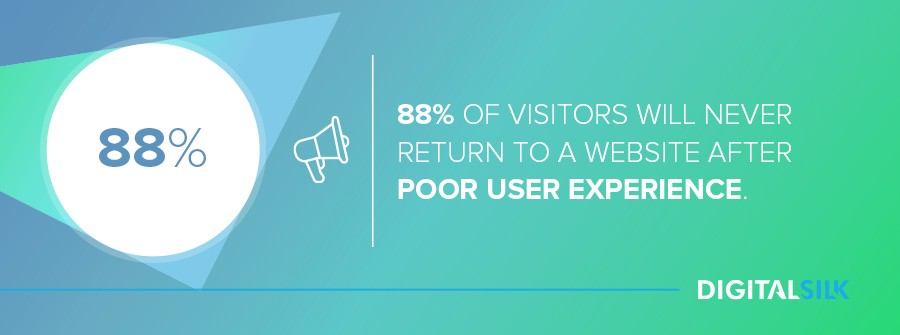 88%
88% OF VISITORS WILL NEVER
RETURN TO A WEBSITE AFTER
POOR USER EXPERIENCE.
DIGITALSILK